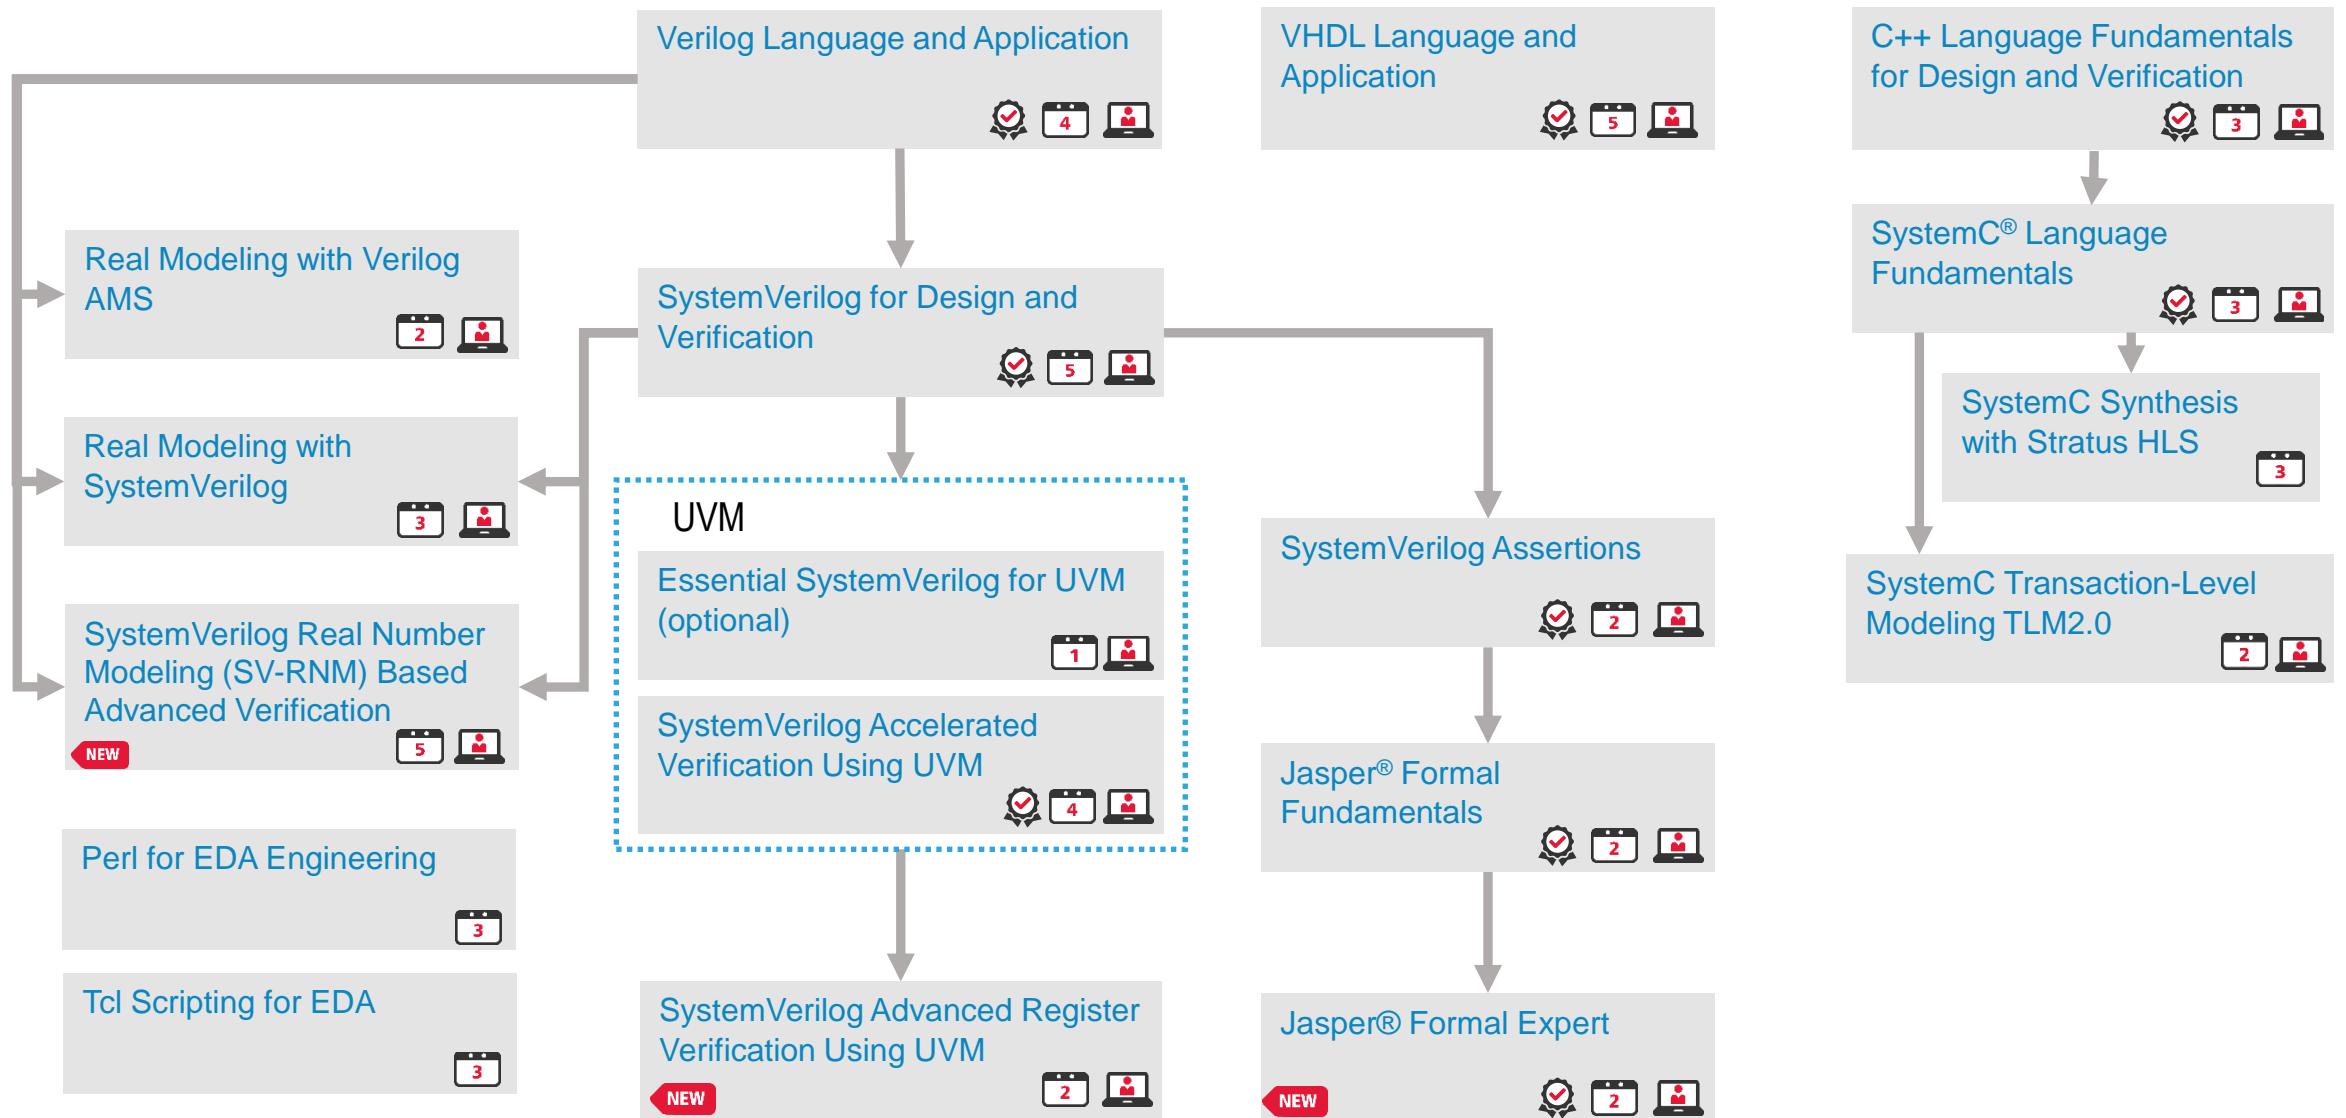 Verilog Language and Application
4
VHDL Language and
Application
5
C++ Language Fundamentals
for Design and Verification
3
Real Modeling with Verilog
AMS
2
SystemVerilog for Design and
Verification
5
SystemC® Language
Fundamentals
3
Real Modeling with
SystemVerilog
3
SystemC Synthesis
with Stratus HLS
3
UVM
Essential SystemVerilog for UVM
(optional)
1
SystemVerilog Assertions
2
SystemC Transaction-Level
Modeling TLM2.0
2
SystemVerilog Real Number
Modeling (SV-RNM) Based
Advanced Verification
NEW
5
SystemVerilog Accelerated
Verification Using UVM
4
Jasper® Formal
Fundamentals
2
Perl for EDA Engineering
3
Tcl Scripting for EDA
3
SystemVerilog Advanced Register
Verification Using UVM
NEW
2
Jasper® Formal Expert
NEW
2